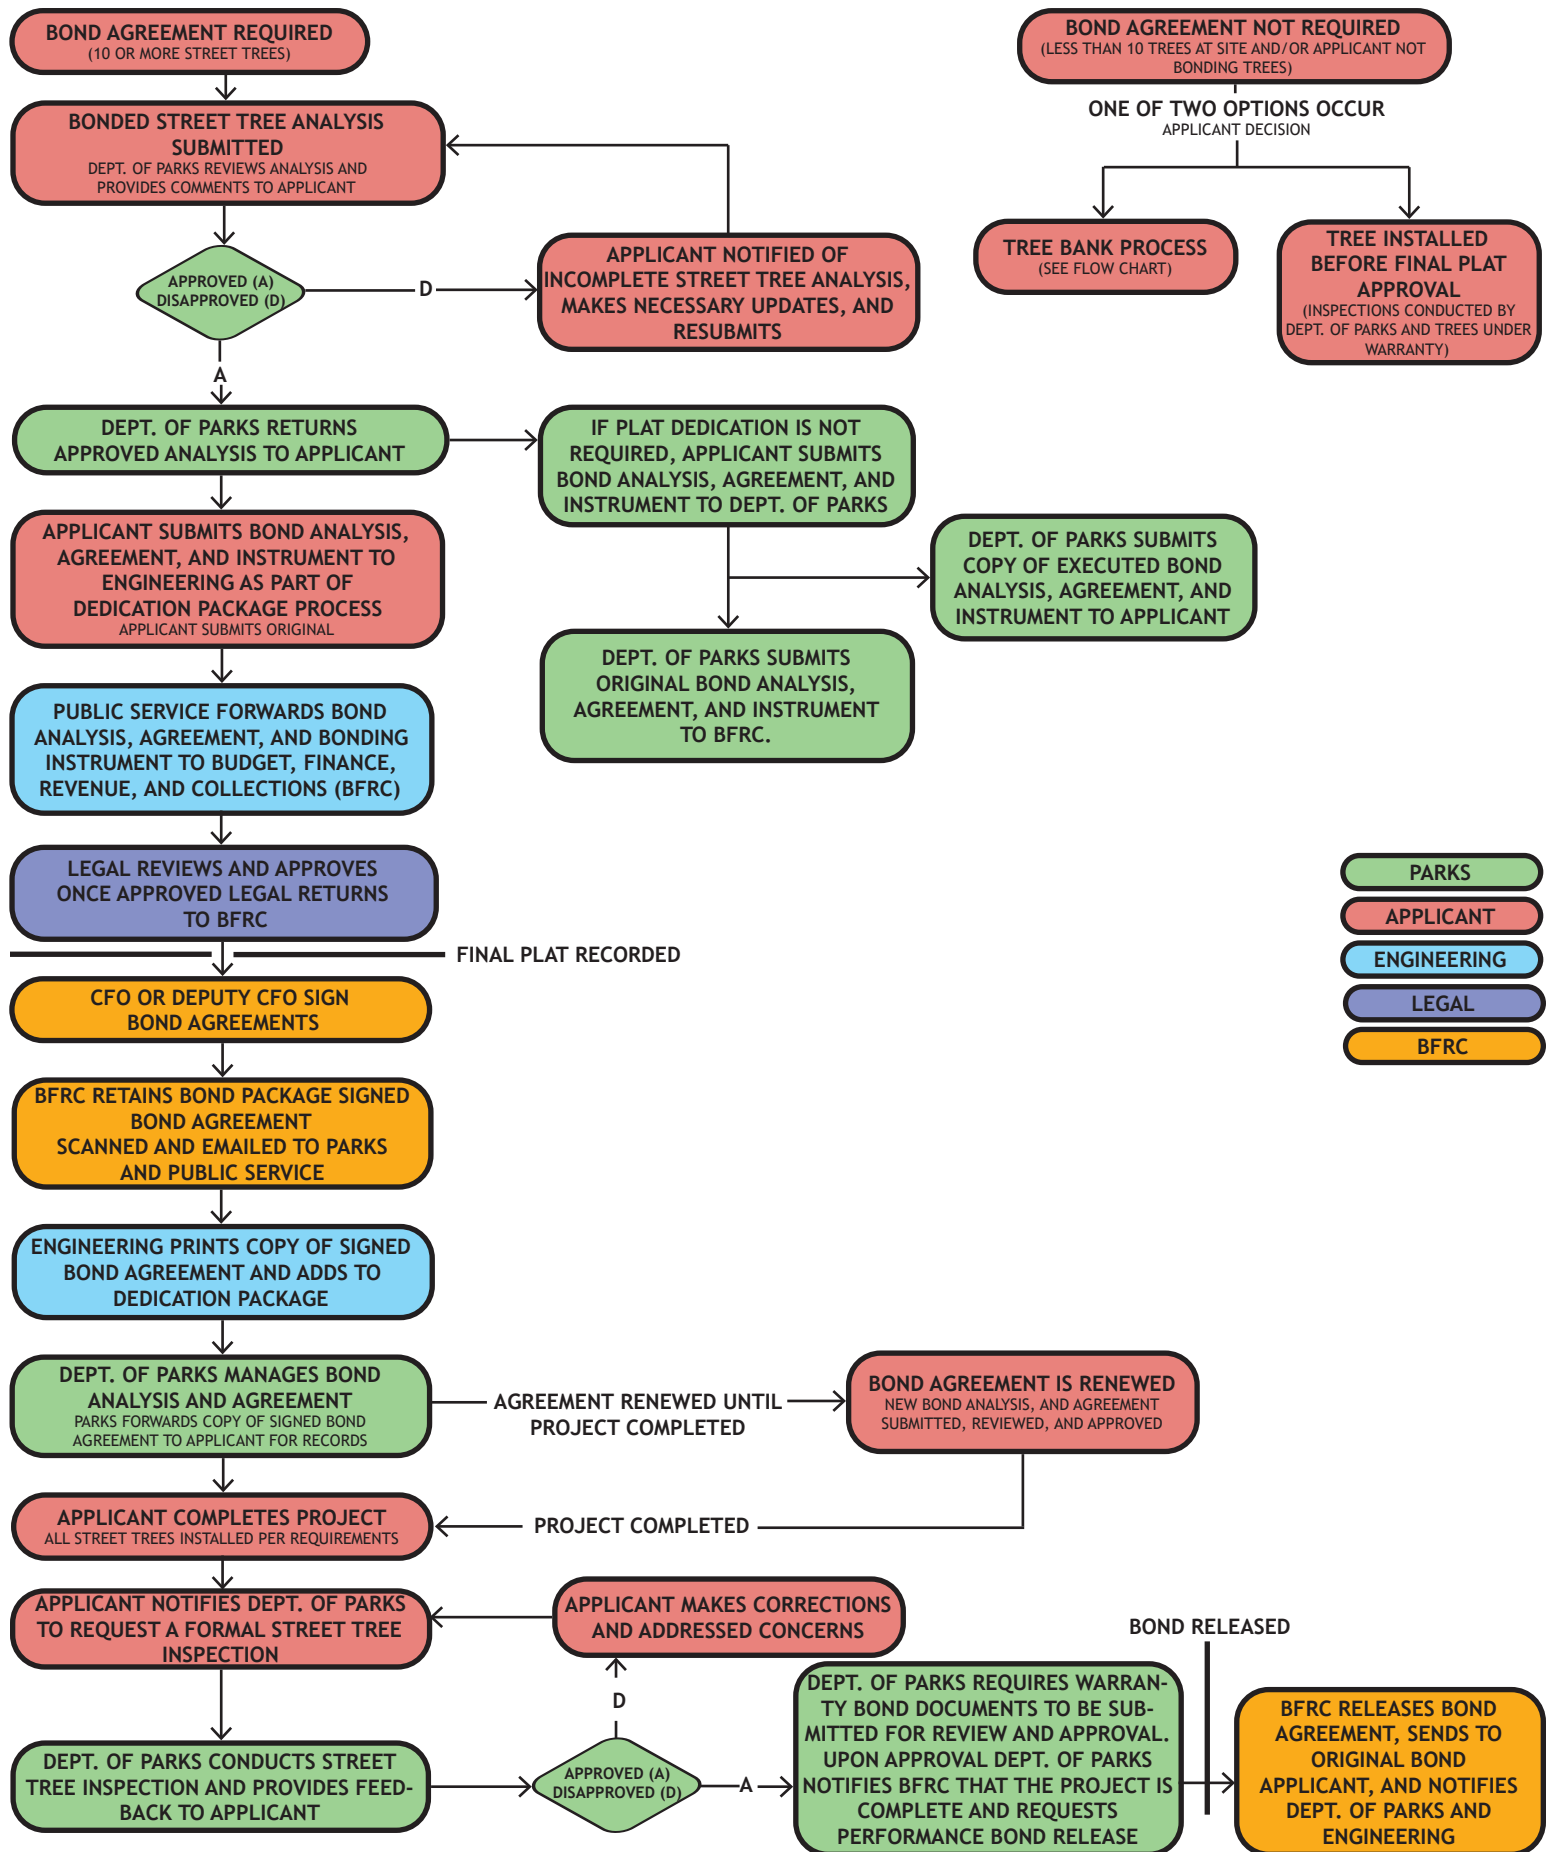 BOND AGREEMENT REQUIRED
(10 OR MORE STREET TREES)
BONDED STREET TREE ANALYSIS
SUBMITTED
DEPT. OF PARKS REVIEWS ANALYSIS AND
PROVIDES COMMENTS TO APPLICANT
APPROVED (A)
DISAPPROVED (D)
D
APPLICANT NOTIFIED OF
INCOMPLETE STREET TREE ANALYSIS,
MAKES NECESSARY UPDATES, AND
RESUBMITS
A
BOND AGREEMENT NOT REQUIRED
(LESS THAN 10 TREES AT SITE AND/OR APPLICANT NOT
BONDING TREES)
ONE OF TWO OPTIONS OCCUR
APPLICANT DECISION
TREE BANK PROCESS
(SEE FLOW CHART)
TREE INSTALLED
BEFORE FINAL PLAT
APPROVAL
(INSPECTIONS CONDUCTED BY
DEPT. OF PARKS AND TREES UNDER
WARRANTY)
DEPT. OF PARKS RETURNS
APPROVED ANALYSIS TO APPLICANT
IF PLAT DEDICATION IS NOT
REQUIRED, APPLICANT SUBMITS
BOND ANALYSIS, AGREEMENT, AND
INSTRUMENT TO DEPT. OF PARKS
DEPT. OF PARKS SUBMITS
COPY OF EXECUTED BOND
ANALYSIS, AGREEMENT, AND
INSTRUMENT TO APPLICANT
DEPT. OF PARKS SUBMITS
ORIGINAL BOND ANALYSIS,
AGREEMENT, AND INSTRUMENT
TO BFRC.
APPLICANT SUBMITS BOND ANALYSIS,
AGREEMENT, AND INSTRUMENT TO
ENGINEERING AS PART OF
DEDICATION PACKAGE PROCESS
APPLICANT SUBMITS ORIGINAL
PUBLIC SERVICE FORWARDS BOND
ANALYSIS, AGREEMENT, AND BONDING
INSTRUMENT TO BUDGET, FINANCE,
REVENUE, AND COLLECTIONS (BFRC)
LEGAL REVIEWS AND APPROVES
ONCE APPROVED LEGAL RETURNS
TO BFRC
FINAL PLAT RECORDED
PARKS
APPLICANT
ENGINEERING
LEGAL
BFRC
CFO OR DEPUTY CFO SIGN
BOND AGREEMENTS
BFRC RETAINS BOND PACKAGE SIGNED
BOND AGREEMENT
SCANNED AND EMAILED TO PARKS
AND PUBLIC SERVICE
ENGINEERING PRINTS COPY OF SIGNED
BOND AGREEMENT AND ADDS TO
DEDICATION PACKAGE
DEPT. OF PARKS MANAGES BOND
ANALYSIS AND AGREEMENT
PARKS FORWARDS COPY OF SIGNED BOND
AGREEMENT TO APPLICANT FOR RECORDS
AGREEMENT RENEWED UNTIL
PROJECT COMPLETED
BOND AGREEMENT IS RENEWED
NEW BOND ANALYSIS, AND AGREEMENT
SUBMITTED, REVIEWED, AND APPROVED
APPLICANT COMPLETES PROJECT
ALL STREET TREES INSTALLED PER REQUIREMENTS
PROJECT COMPLETED
APPLICANT NOTIFIES DEPT. OF PARKS
TO REQUEST A FORMAL STREET TREE
INSPECTION
APPLICANT MAKES CORRECTIONS
AND ADDRESSED CONCERNS
D
DEPT. OF PARKS CONDUCTS STREET
TREE INSPECTION AND PROVIDES FEED-
BACK TO APPLICANT
APPROVED (A)
DISAPPROVED (D)
A
DEPT. OF PARKS REQUIRES WARRAN-
TY BOND DOCUMENTS TO BE SUB-
MITTED FOR REVIEW AND APPROVAL.
UPON APPROVAL DEPT. OF PARKS
NOTIFIES BFRC THAT THE PROJECT IS
COMPLETE AND REQUESTS
PERFORMANCE BOND RELEASE
BOND RELEASED
BFRC RELEASES BOND
AGREEMENT, SENDS TO
ORIGINAL BOND
APPLICANT, AND NOTIFIES
DEPT. OF PARKS AND
ENGINEERING